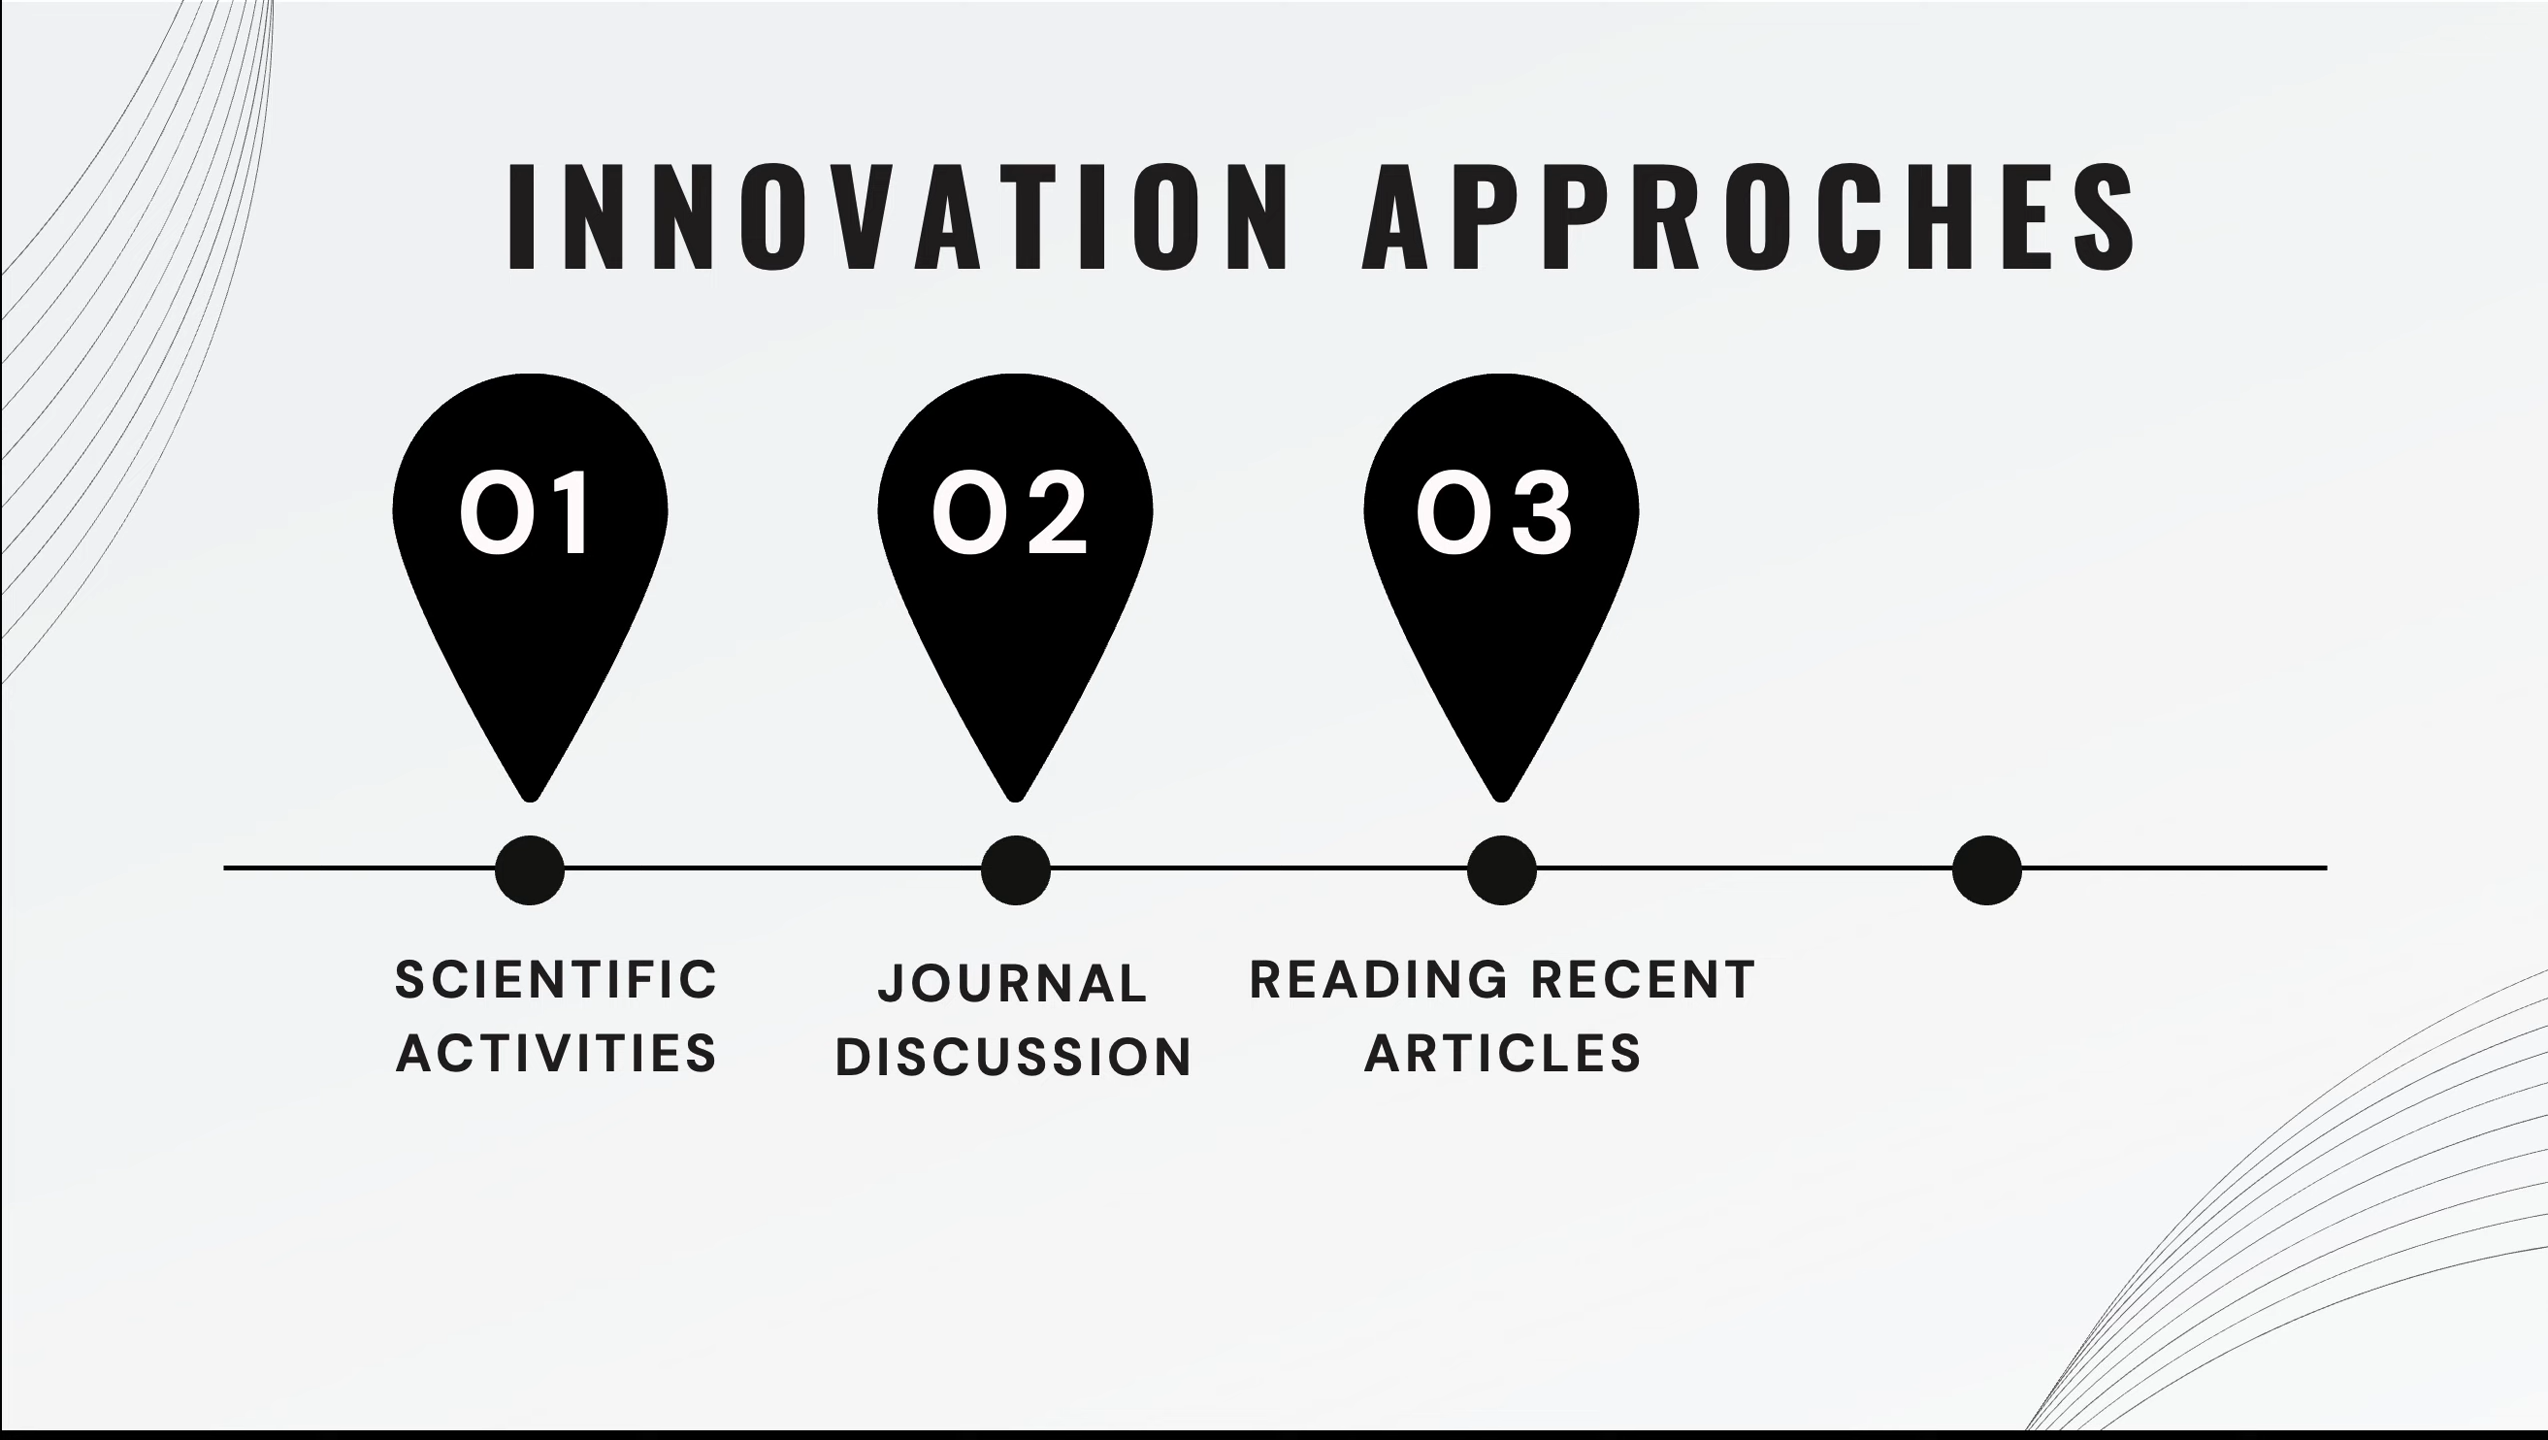 INNOVATION APPROCHES
01
02
03
SCIENTIFIC
ACTIVITIES
JOURNAL
DISCUSSION
READING RECENT
ARTICLES